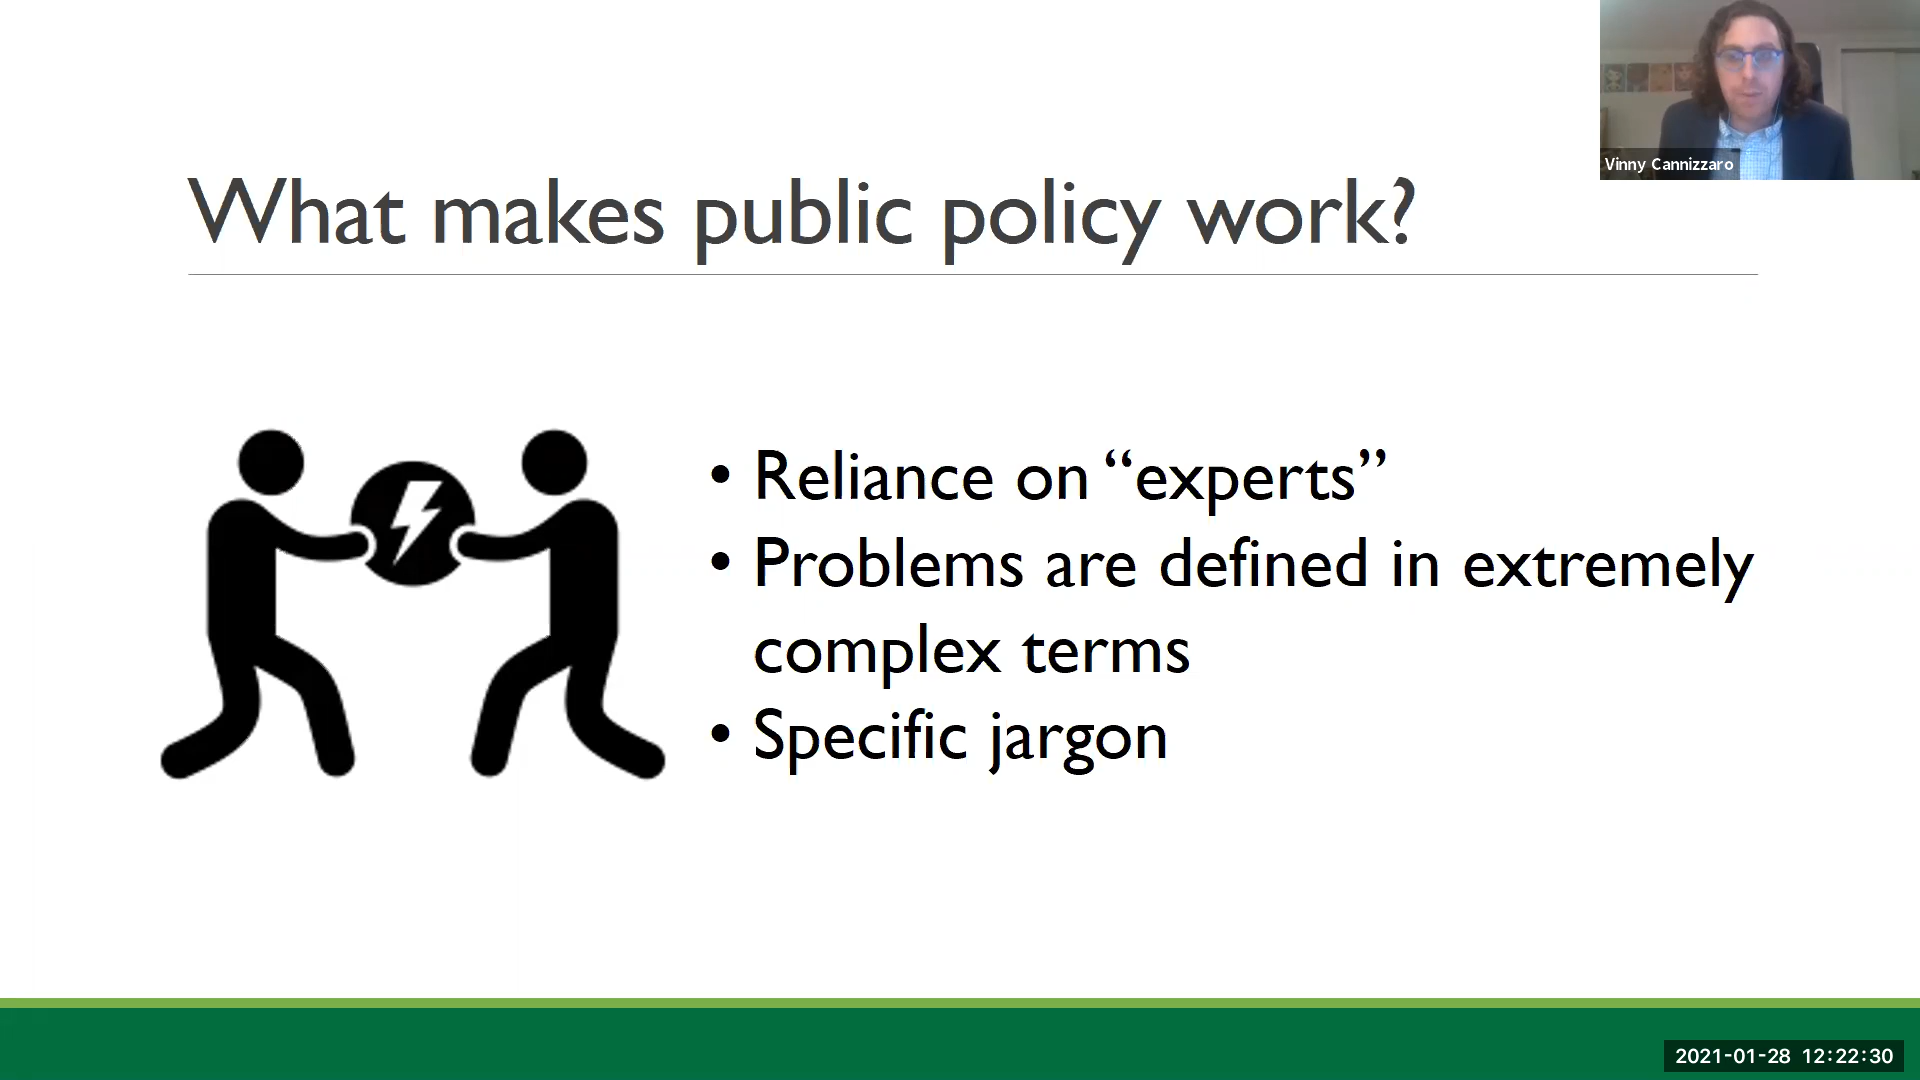 Vinny Cannizzaro
What makes public policy work?
• Reliance on “experts”
• Problems are defined in extremely
complex terms
• Specific jargon
2021-01-28 12:22:30